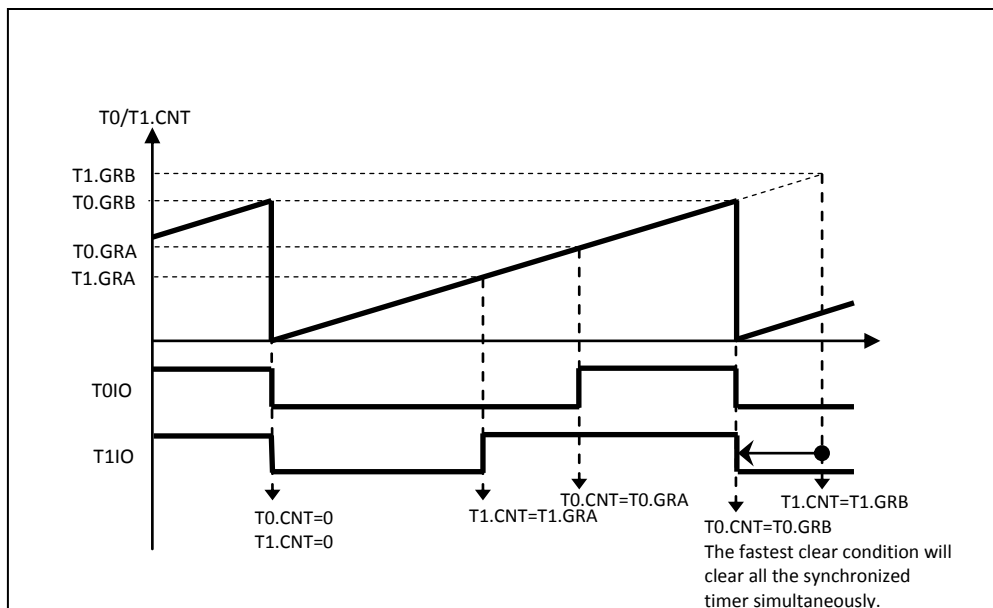 T0/T1.CNT
T1.GRB
T0.GRB
T0.GRA
T1.GRA
T0IO
T1IO
T0.CNT=0
T1.CNT=0
T1.CNT=T1.GRA
T0.CNT=T0.GRA
T1.CNT=T1.GRB
T0.CNT=T0.GRB
The fastest clear condition will
clear all the synchronized
timer simultaneously.